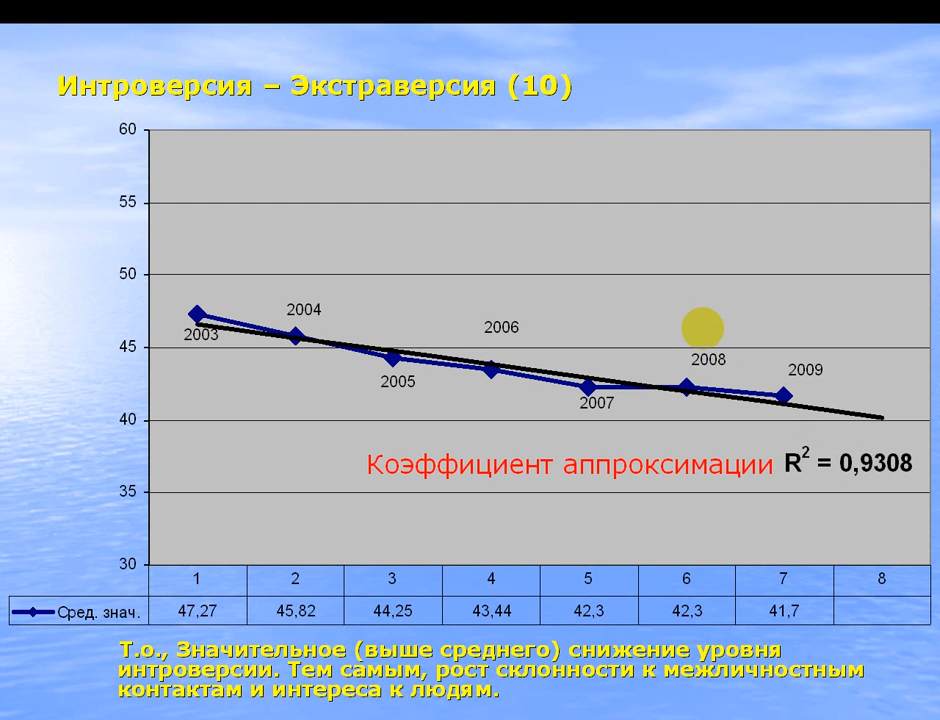 Интроверсия – Экстраверсия (10)
60
55
50
45
40
35
30
2003
2004
2005
2006
2007
2008
2009
Коэффициент аппроксимации R² = 0,9308
1 2 3 4 5 6 7 8
Сред. знач. 47,27 45,82 44,25 43,44 42,3 42,3 41,7
Т.о., Значительное (выше среднего) снижение уровня
интроверсии. Тем самым, рост склонности к межличностным
контактам и интереса к людям.